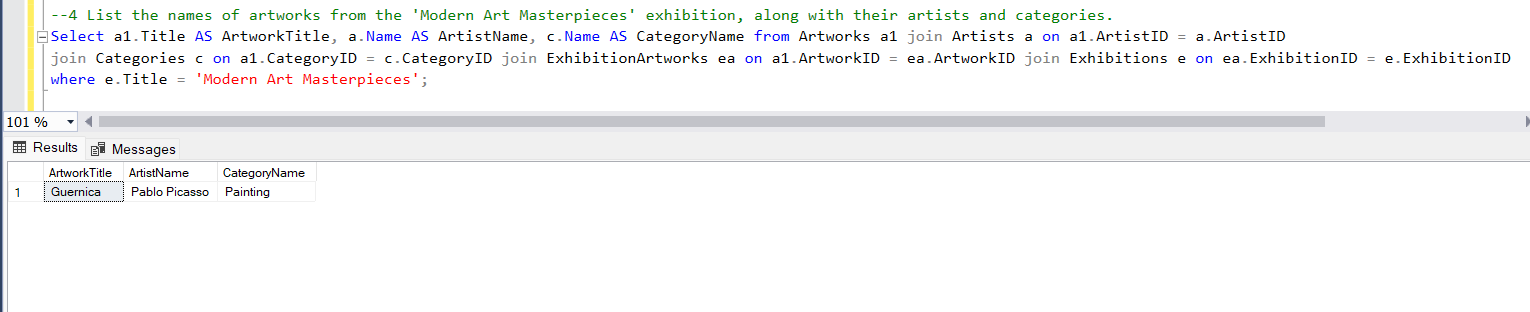 --4 List the names of artworks from the 'Modern Art Masterpieces' exhibition, along with their artists and categories.
Select a1.Title AS ArtworkTitle, a.Name AS ArtistName, c.Name AS CategoryName from Artworks a1 join Artists a on a1.ArtistID = a.ArtistID
join Categories c on a1.CategoryID = c.CategoryID join ExhibitionArtworks ea on a1.ArtworkID = ea.ArtworkID join Exhibitions e on ea.ExhibitionID = e.ExhibitionID
where e.Title = 'Modern Art Masterpieces';
101 %
Results Messages
ArtworkTitle ArtistName CategoryName
1 Guernica Pablo Picasso Painting